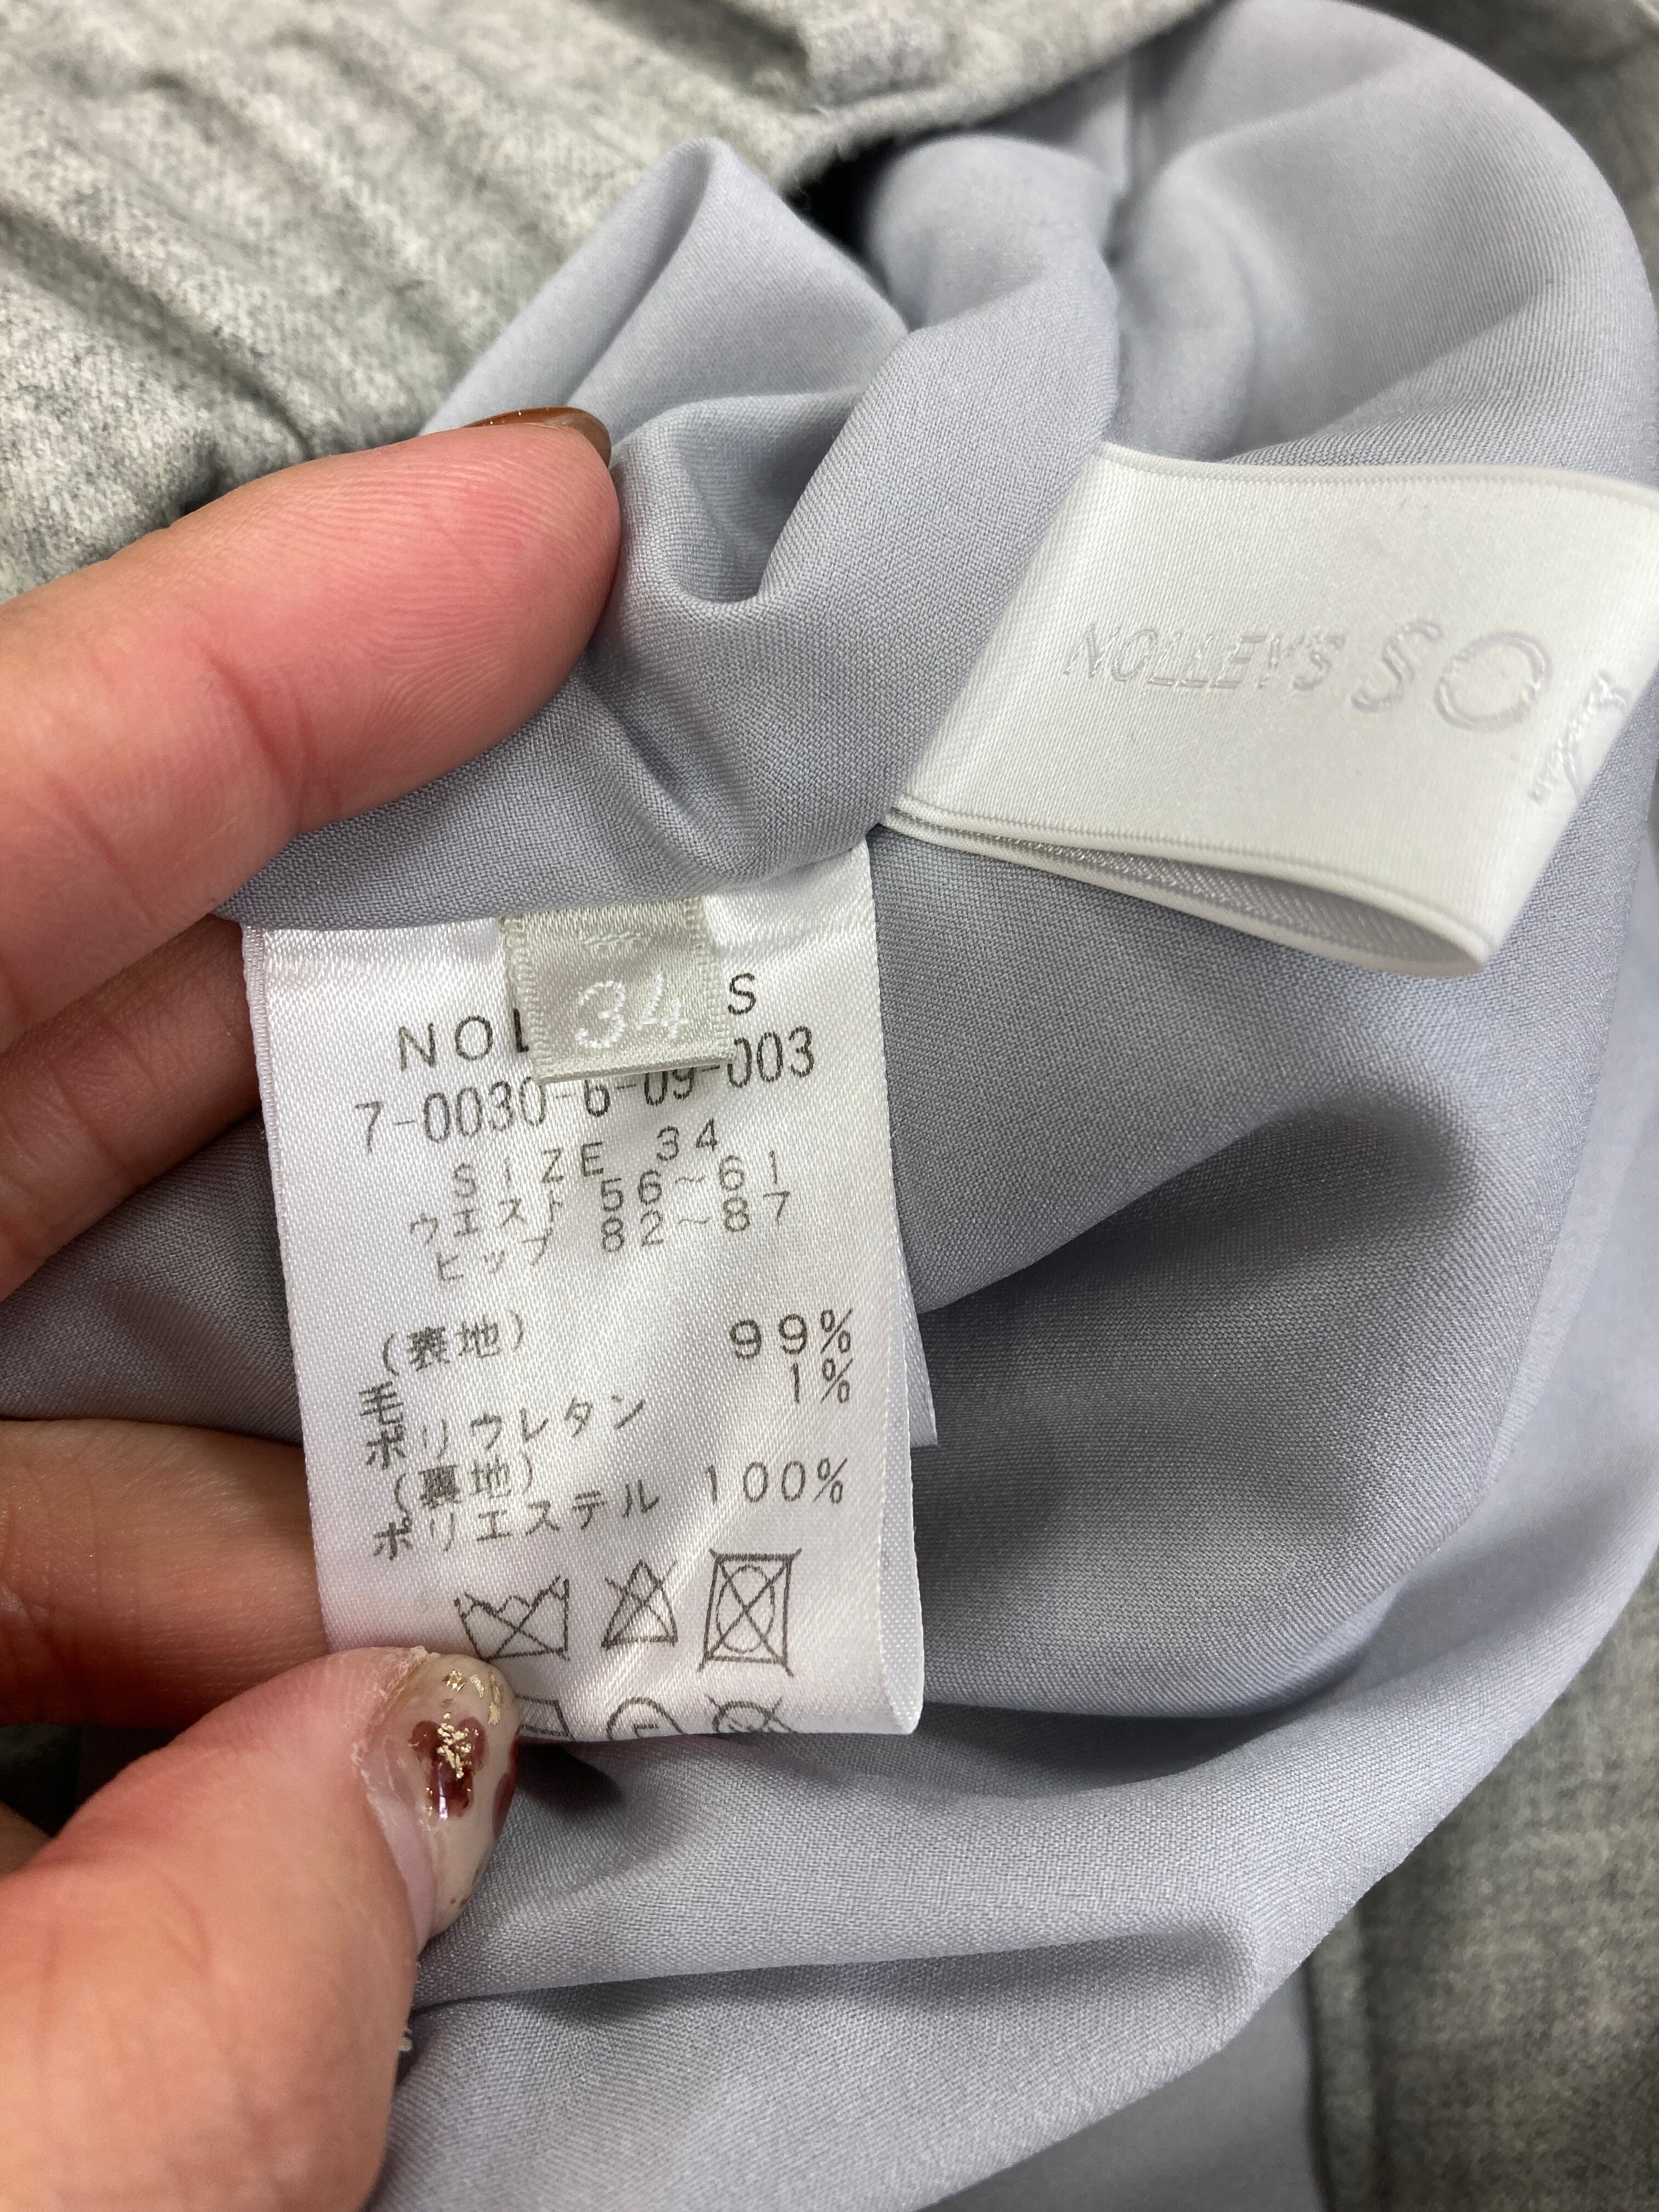 NOLLEY'S SO
34
S
7-0030-6-09-003
SIZE 34
ウエスト 56~61
ヒップ 82~87
(表地)
毛 99%
ポリウレタン 1%
(裏地)
ポリエステル 100%